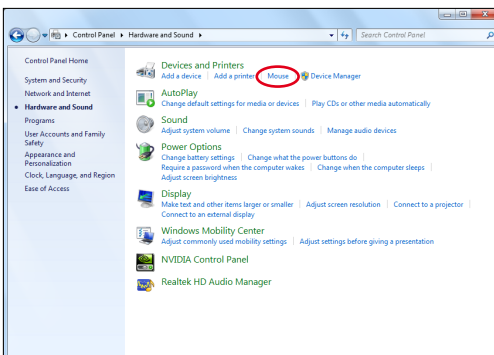 Control Panel Hardware and Sound Search Control Panel
Control Panel Home
System and Security
Network and Internet
Hardware and Sound
Programs
User Accounts and Family
Safety
Appearance and
Personalization
Clock, Language, and Region
Ease of Access
Devices and Printers
Add a device Add a printer Mouse Device Manager
AutoPlay
Change default settings for media or devices Play CDs or other media automatically
Sound
Adjust system volume Change system sounds Manage audio devices
Power Options
Change battery settings Change what the power buttons do
Require a password when the computer wakes Change when the computer sleeps
Adjust screen brightness
Display
Make text and other items larger or smaller Adjust screen resolution Connect to a projector
Connect to an external display
Windows Mobility Center
Adjust commonly used mobility settings Adjust settings before giving a presentation
NVIDIA Control Panel
Realtek HD Audio Manager